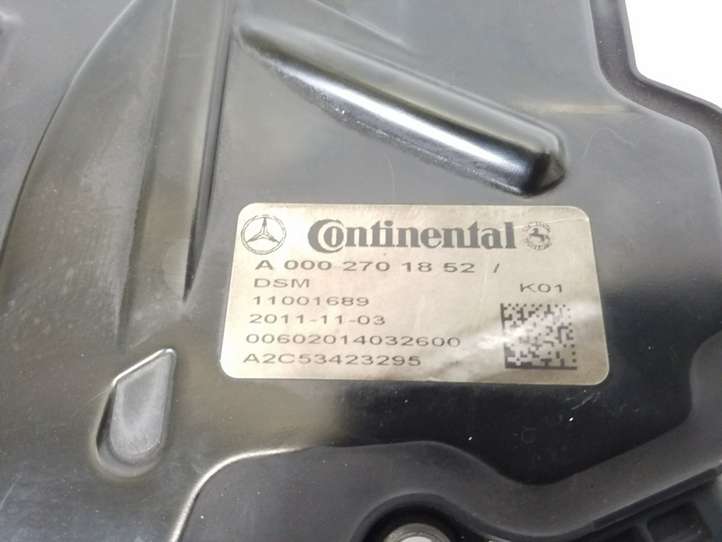 Continental
A 000 270 18 52 /
DSM K01
11001689
2011-11-03
00602014032600
A2C53423295